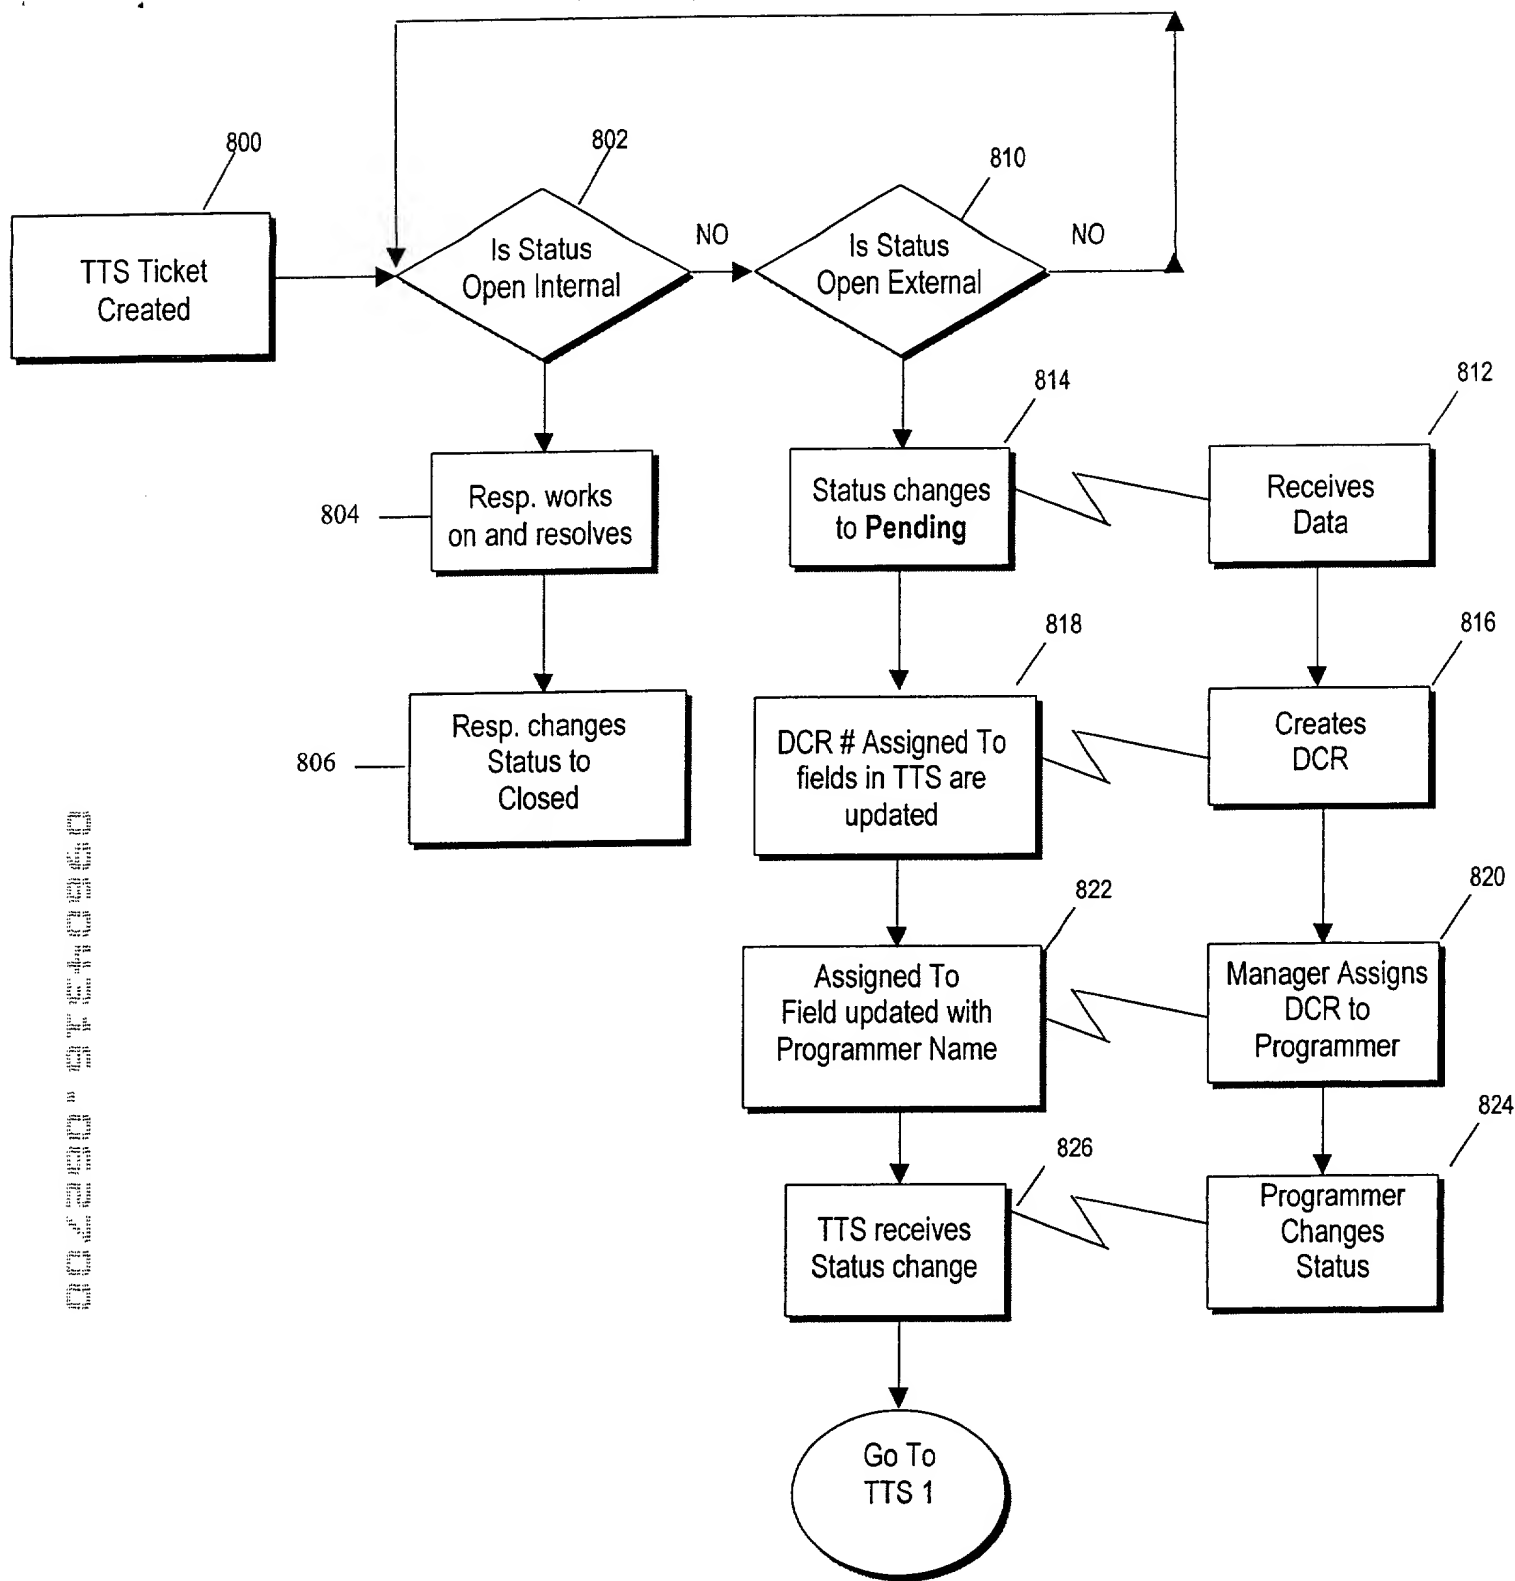 800
802
810
TTS Ticket
Created
Is Status
Open Internal
NO
Is Status
Open External
NO
814
812
804
Resp. works
on and resolves
Status changes
to Pending
Receives
Data
818
816
806
Resp. changes
Status to
Closed
DCR # Assigned To
fields in TTS are
updated
Creates
DCR
822
820
Assigned To
Field updated with
Programmer Name
Manager Assigns
DCR to
Programmer
826
824
TTS receives
Status change
Programmer
Changes
Status
Go To
TTS 1